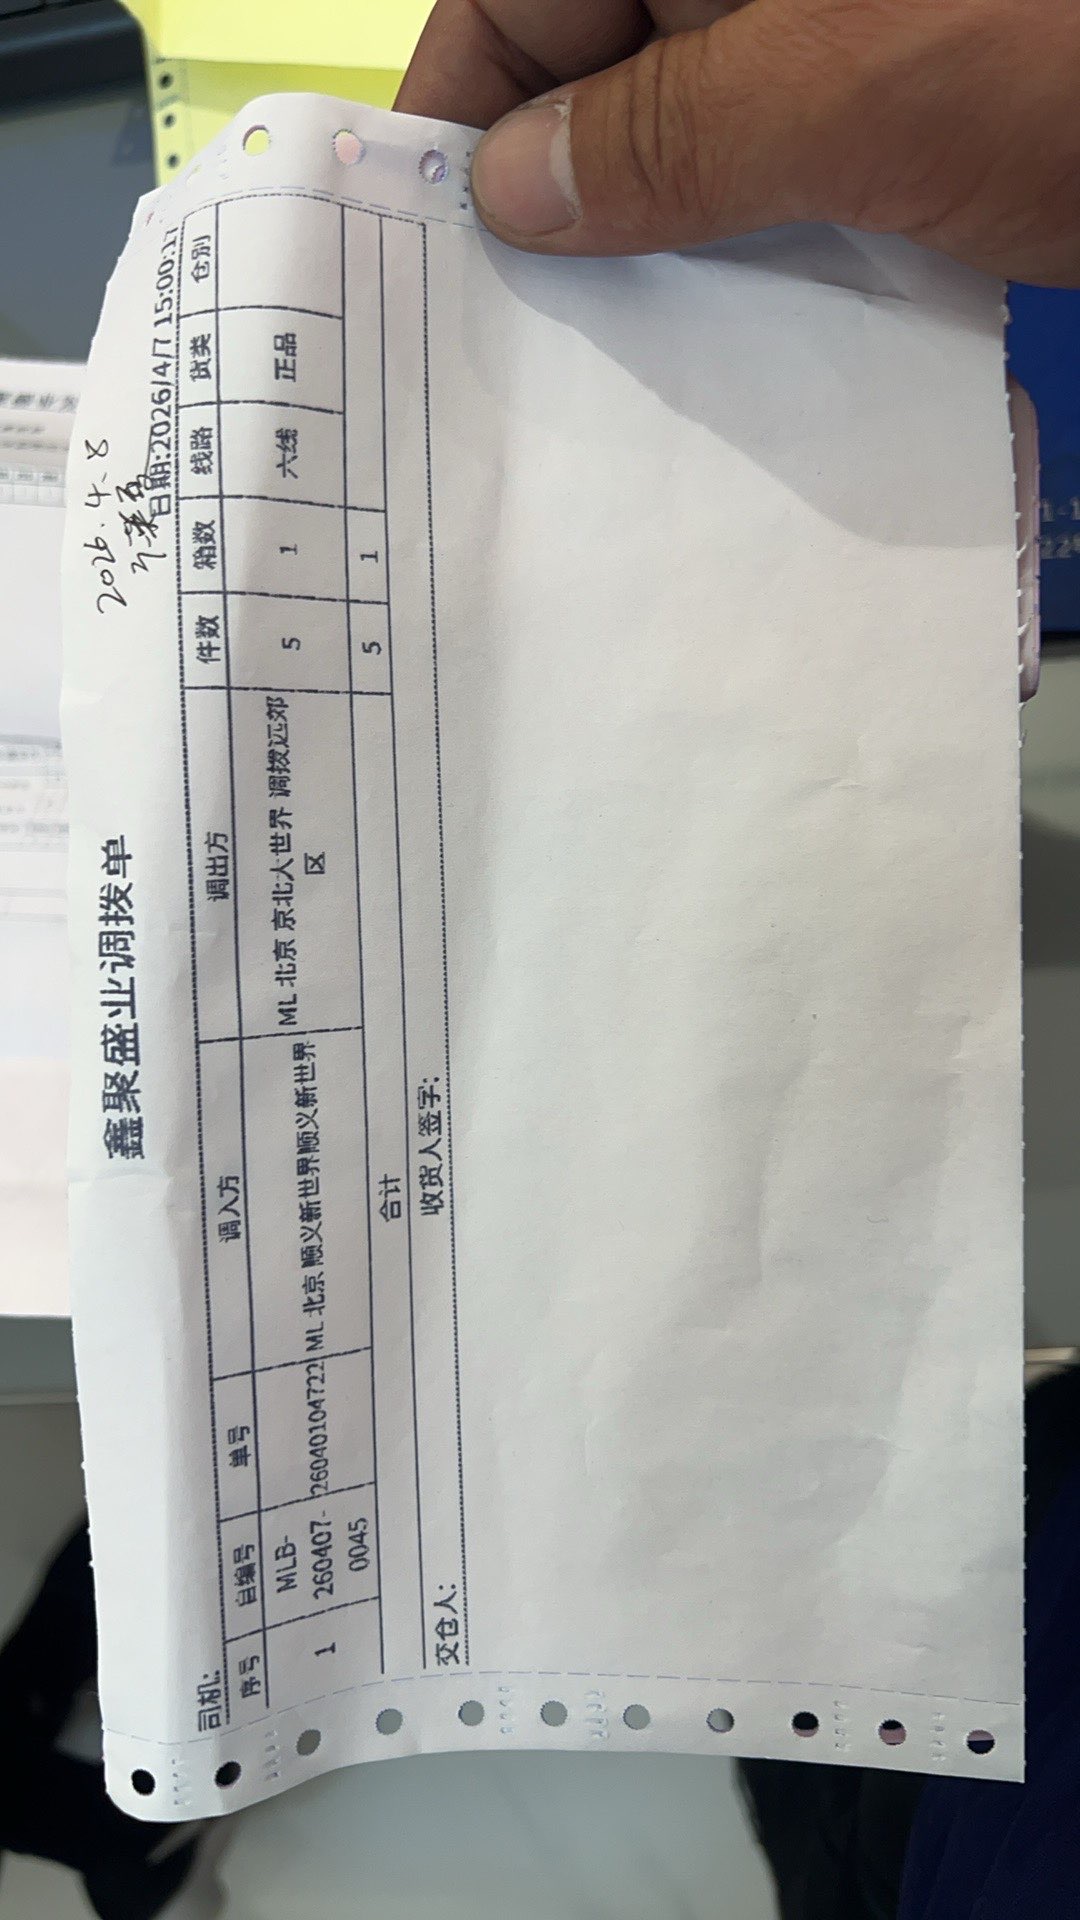 鑫聚盛业调拨单
2026.4.8
司机: 日期:2026/4/7 15:00:17
序号 自编号 单号 调入方 调出方 件数 箱数 线路 货类 仓别
1 MLB-260407-0045 26040104722 ML 北京 顺义新世界顺义新世界 ML 北京 京北大世界 调拨远郊区 5 1 六线 正品
合计 5 1
交仓人: 收货人签字: